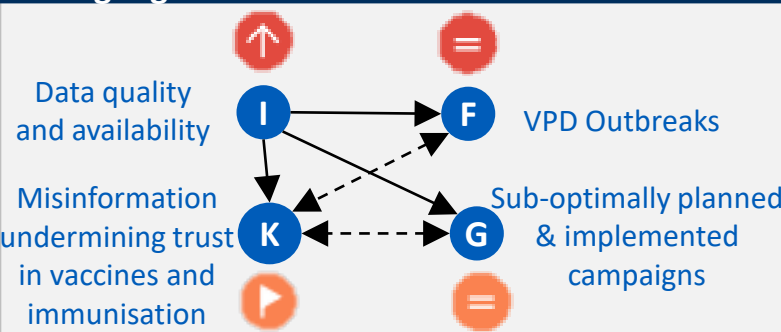 Data quality
and availability
I
F
VPD Outbreaks
Misinformation
undermining trust
in vaccines and
immunisation
K
G
Sub-optimally planned
& implemented
campaigns